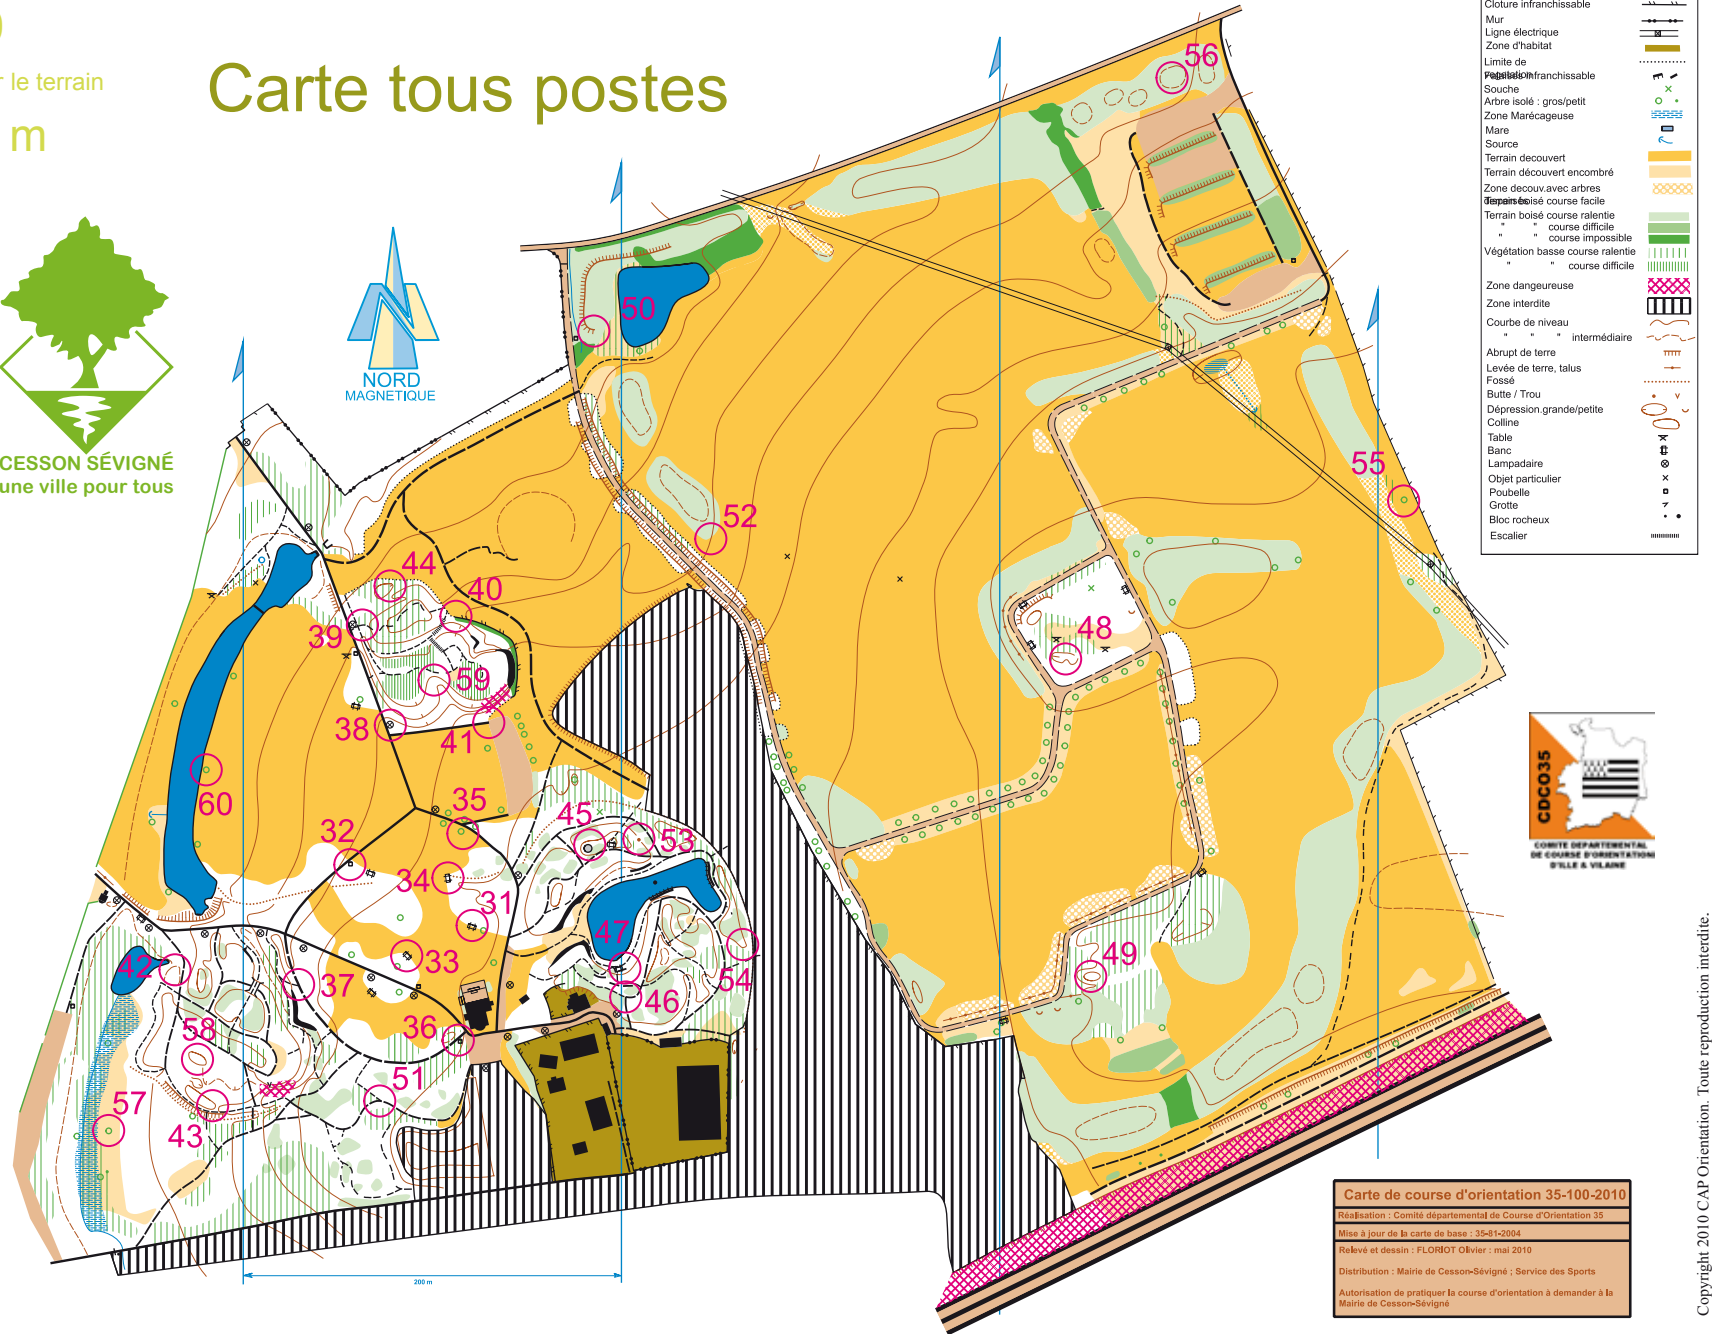 r le terrain
m
Carte tous postes
CESSON SÉVIGNÉ
une ville pour tous
NORD
MAGNETIQUE
Cloture infranchissable
Mur
Ligne électrique
Zone d'habitat
Limite de
végétation
Falaises infranchissable
Souche
Arbre isolé : gros/petit
Zone Marécageuse
Mare
Source
Terrain decouvert
Terrain découvert encombré
Zone decouv.avec arbres
Terrain boisé course facile
Terrain boisé course ralentie
" " course difficile
" " course impossible
Végétation basse course ralentie
" " course difficile
Zone dangeureuse
Zone interdite
Courbe de niveau
" " " intermédiaire
Abrupt de terre
Levée de terre, talus
Fossé
Butte / Trou
Dépression.grande/petite
Colline
Table
Banc
Lampadaire
Objet particulier
Poubelle
Grotte
Bloc rocheux
Escalier
56
50
55
52
44
40
39
48
59
38
41
60
35
45
32
53
34
31
47
33
42
54
49
37
46
36
58
51
57
43
200 m
CDCO35
COMITE DEPARTEMENTAL
DE COURSE D'ORIENTATION
D'ILLE & VILAINE
Carte de course d'orientation 35-100-2010
Réalisation : Comité départemental de Course d'Orientation 35
Mise à jour de la carte de base : 35-81-2004
Relevé et dessin : FLORIOT Olivier : mai 2010
Distribution : Mairie de Cesson-Sévigné ; Service des Sports
Autorisation de pratiquer la course d'orientation à demander à la
Mairie de Cesson-Sévigné
Copyright 2010 CAP Orientation. Toute reproduction interdite.